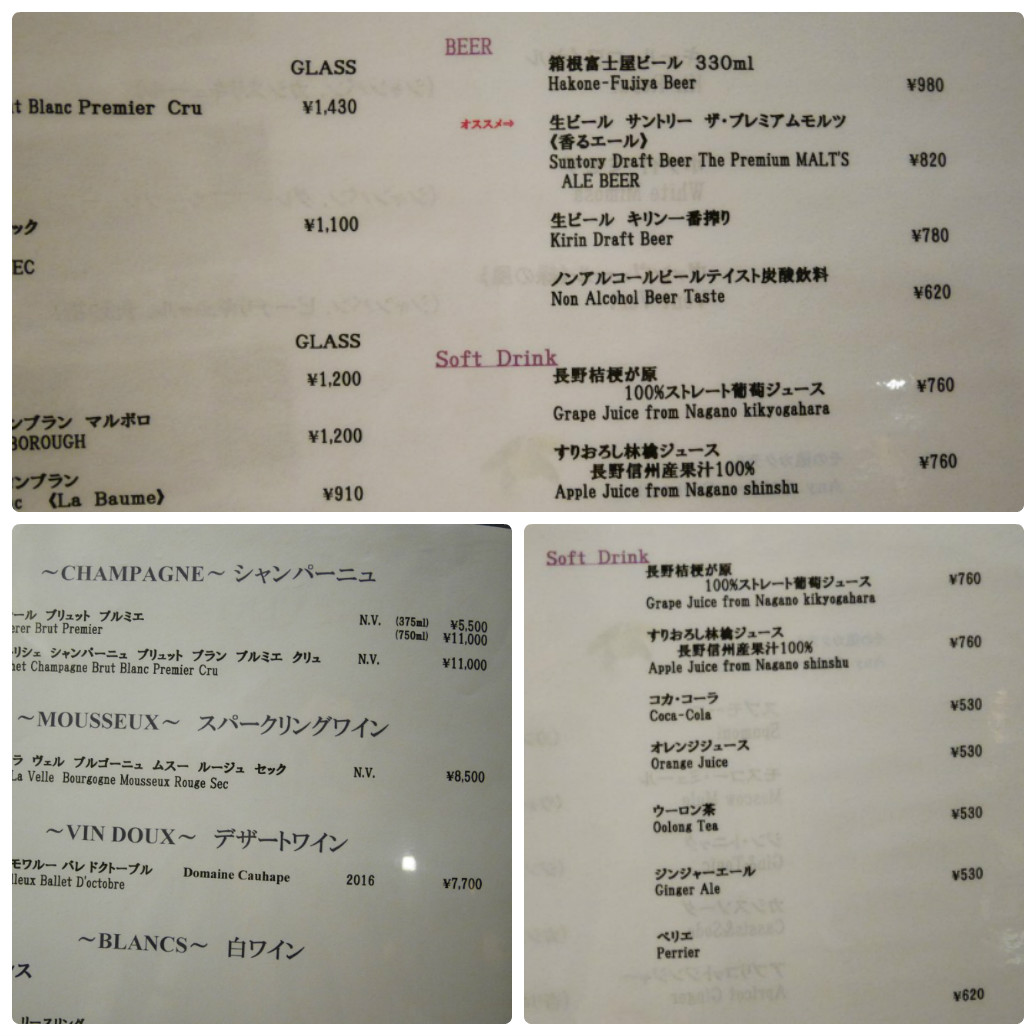 GLASS
t Blanc Premier Cru ¥1,430
ック ¥1,100
EC
GLASS
¥1,200
ンブラン マルボロ ¥1,200
BOROUGH
ンブラン
c 《La Baume》 ¥910
BEER
箱根富士屋ビール 330ml
Hakone-Fujiya Beer ¥980
オススメ⇒ 生ビール サントリー ザ・プレミアムモルツ
《香るエール》
Suntory Draft Beer The Premium MALT'S ¥820
ALE BEER
生ビール キリン一番搾り
Kirin Draft Beer ¥780
ノンアルコールビールテイスト炭酸飲料
Non Alcohol Beer Taste ¥620
Soft Drink
長野桔梗が原
100%ストレート葡萄ジュース ¥760
Grape Juice from Nagano kikyogahara
すりおろし林檎ジュース
長野信州産果汁100% ¥760
Apple Juice from Nagano shinshu
～CHAMPAGNE～ シャンパーニュ
ール ブリュット プルミエ N.V. (375ml) ¥5,500
erer Brut Premier (750ml) ¥11,000
リシェ シャンパーニュ ブリュット ブラン プルミエ クリュ N.V. ¥11,000
het Champagne Brut Blanc Premier Cru
～MOUSSEUX～ スパークリングワイン
ラ ヴェル ブルゴーニュ ムスー ルージュ セック N.V. ¥8,500
La Velle Bourgogne Mousseux Rouge Sec
～VIN DOUX～ デザートワイン
モワルー バレ ドクトーブル Domaine Cauhape 2016 ¥7,700
lleux Ballet D'octobre
～BLANCS～ 白ワイン
ス
リースリング
Soft Drink
長野桔梗が原
100%ストレート葡萄ジュース ¥760
Grape Juice from Nagano kikyogahara
すりおろし林檎ジュース
長野信州産果汁100% ¥760
Apple Juice from Nagano shinshu
コカ・コーラ ¥530
Coca-Cola
オレンジジュース ¥530
Orange Juice
ウーロン茶 ¥530
Oolong Tea
ジンジャーエール ¥530
Ginger Ale
ペリエ
Perrier
¥620